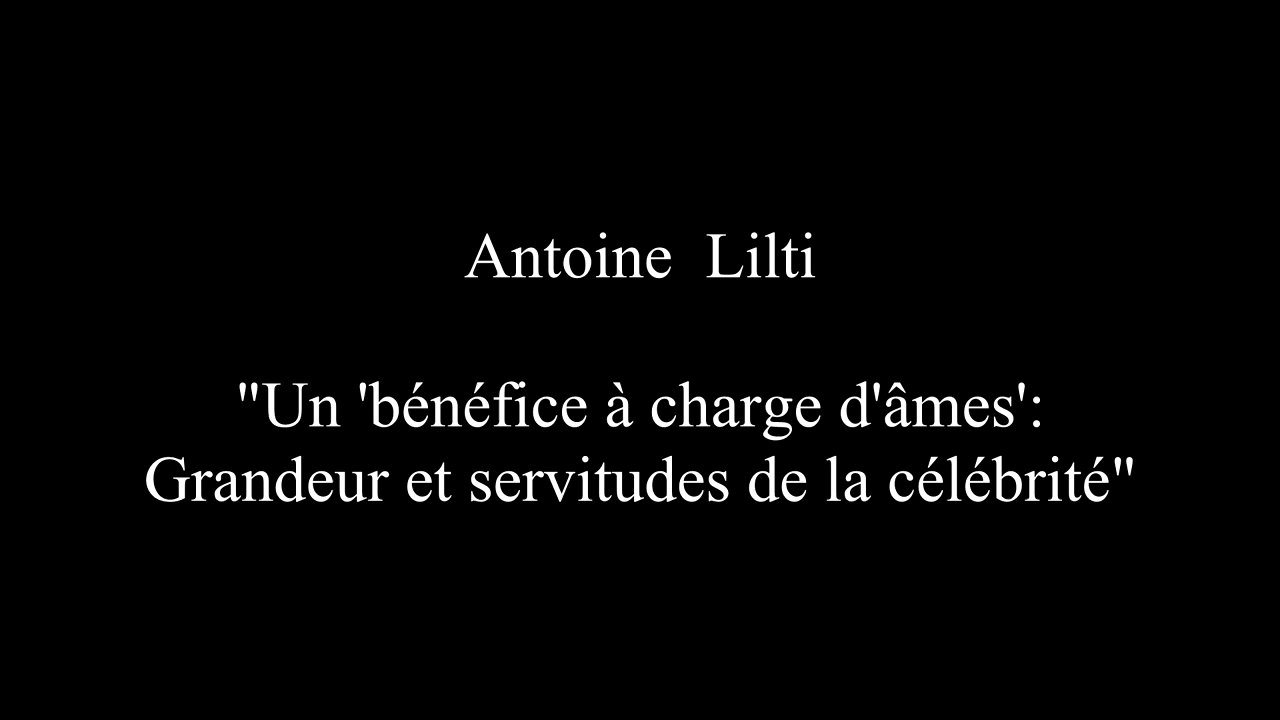 Antoine  Lilti
"Un 'bénéfice à charge d'âmes':
Grandeur et servitudes de la célébrité"